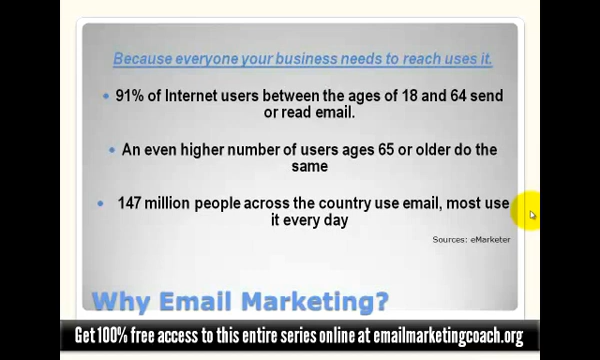 Because everyone your business needs to reach uses it.
• 91% of Internet users between the ages of 18 and 64 send
or read email.
• An even higher number of users ages 65 or older do the
same
• 147 million people across the country use email, most use
it every day
Sources: eMarketer
Why Email Marketing?
Get 100% free access to this entire series online at emailmarketingcoach.org